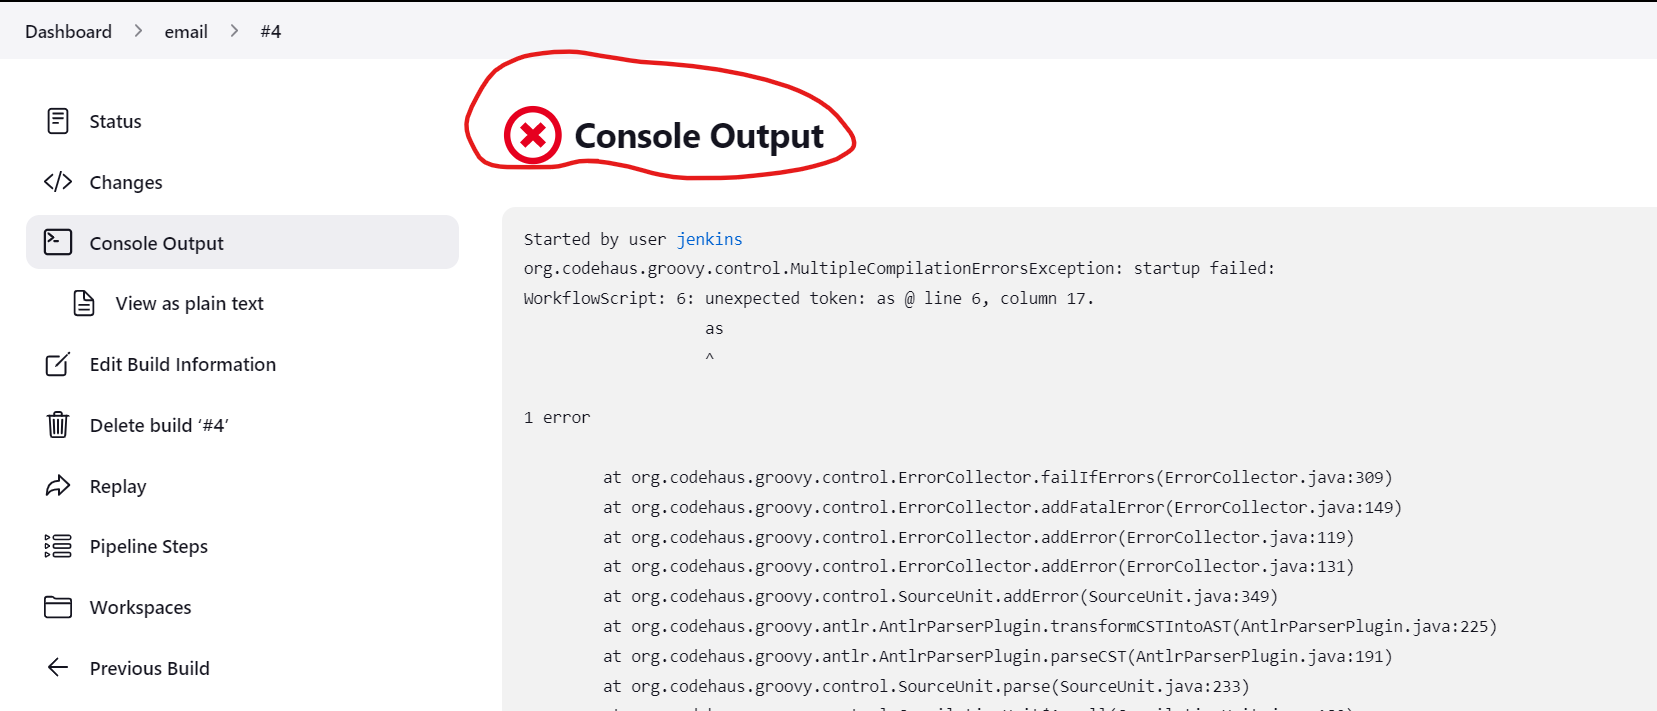 Dashboard > email > #4
Status
Changes
Console Output
View as plain text
Edit Build Information
Delete build ‘#4’
Replay
Pipeline Steps
Workspaces
Previous Build
Console Output
Started by user jenkins
org.codehaus.groovy.control.MultipleCompilationErrorsException: startup failed:
WorkflowScript: 6: unexpected token: as @ line 6, column 17.
as
^
1 error
at org.codehaus.groovy.control.ErrorCollector.failIfErrors(ErrorCollector.java:309)
at org.codehaus.groovy.control.ErrorCollector.addFatalError(ErrorCollector.java:149)
at org.codehaus.groovy.control.ErrorCollector.addError(ErrorCollector.java:119)
at org.codehaus.groovy.control.ErrorCollector.addError(ErrorCollector.java:131)
at org.codehaus.groovy.control.SourceUnit.addError(SourceUnit.java:349)
at org.codehaus.groovy.antlr.AntlrParserPlugin.transformCSTIntoAST(AntlrParserPlugin.java:225)
at org.codehaus.groovy.antlr.AntlrParserPlugin.parseCST(AntlrParserPlugin.java:191)
at org.codehaus.groovy.control.SourceUnit.parse(SourceUnit.java:233)